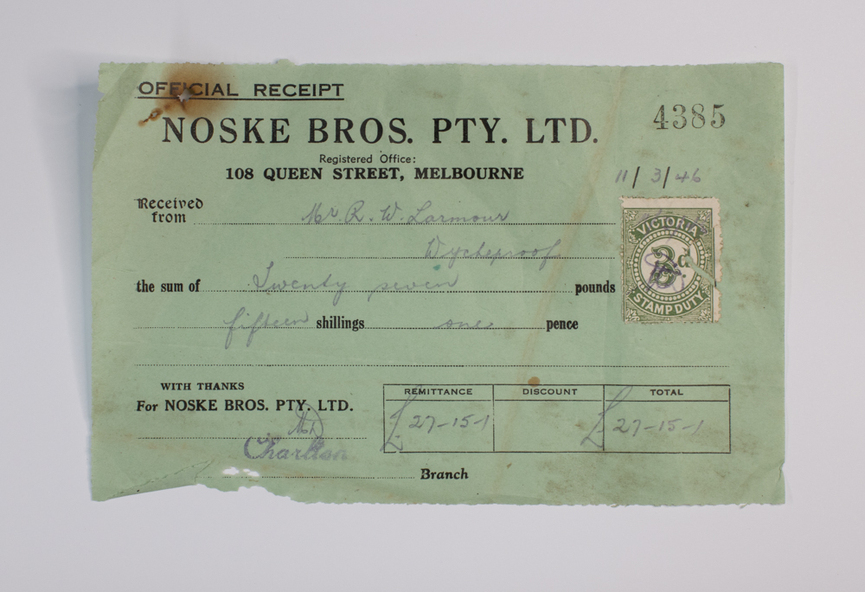 OFFICIAL RECEIPT
4385
NOSKE BROS. PTY. LTD.
Registered Office:
108 QUEEN STREET, MELBOURNE
11/3/46
Received from Mr. R. W. Larmour
Wycheproof
the sum of Twenty seven pounds
fifteen shillings one pence
VICTORIA
3d
STAMP DUTY
WITH THANKS
For NOSKE BROS. PTY. LTD.
Charlton
Branch
REMITTANCE DISCOUNT TOTAL
£27-15-1 £27-15-1